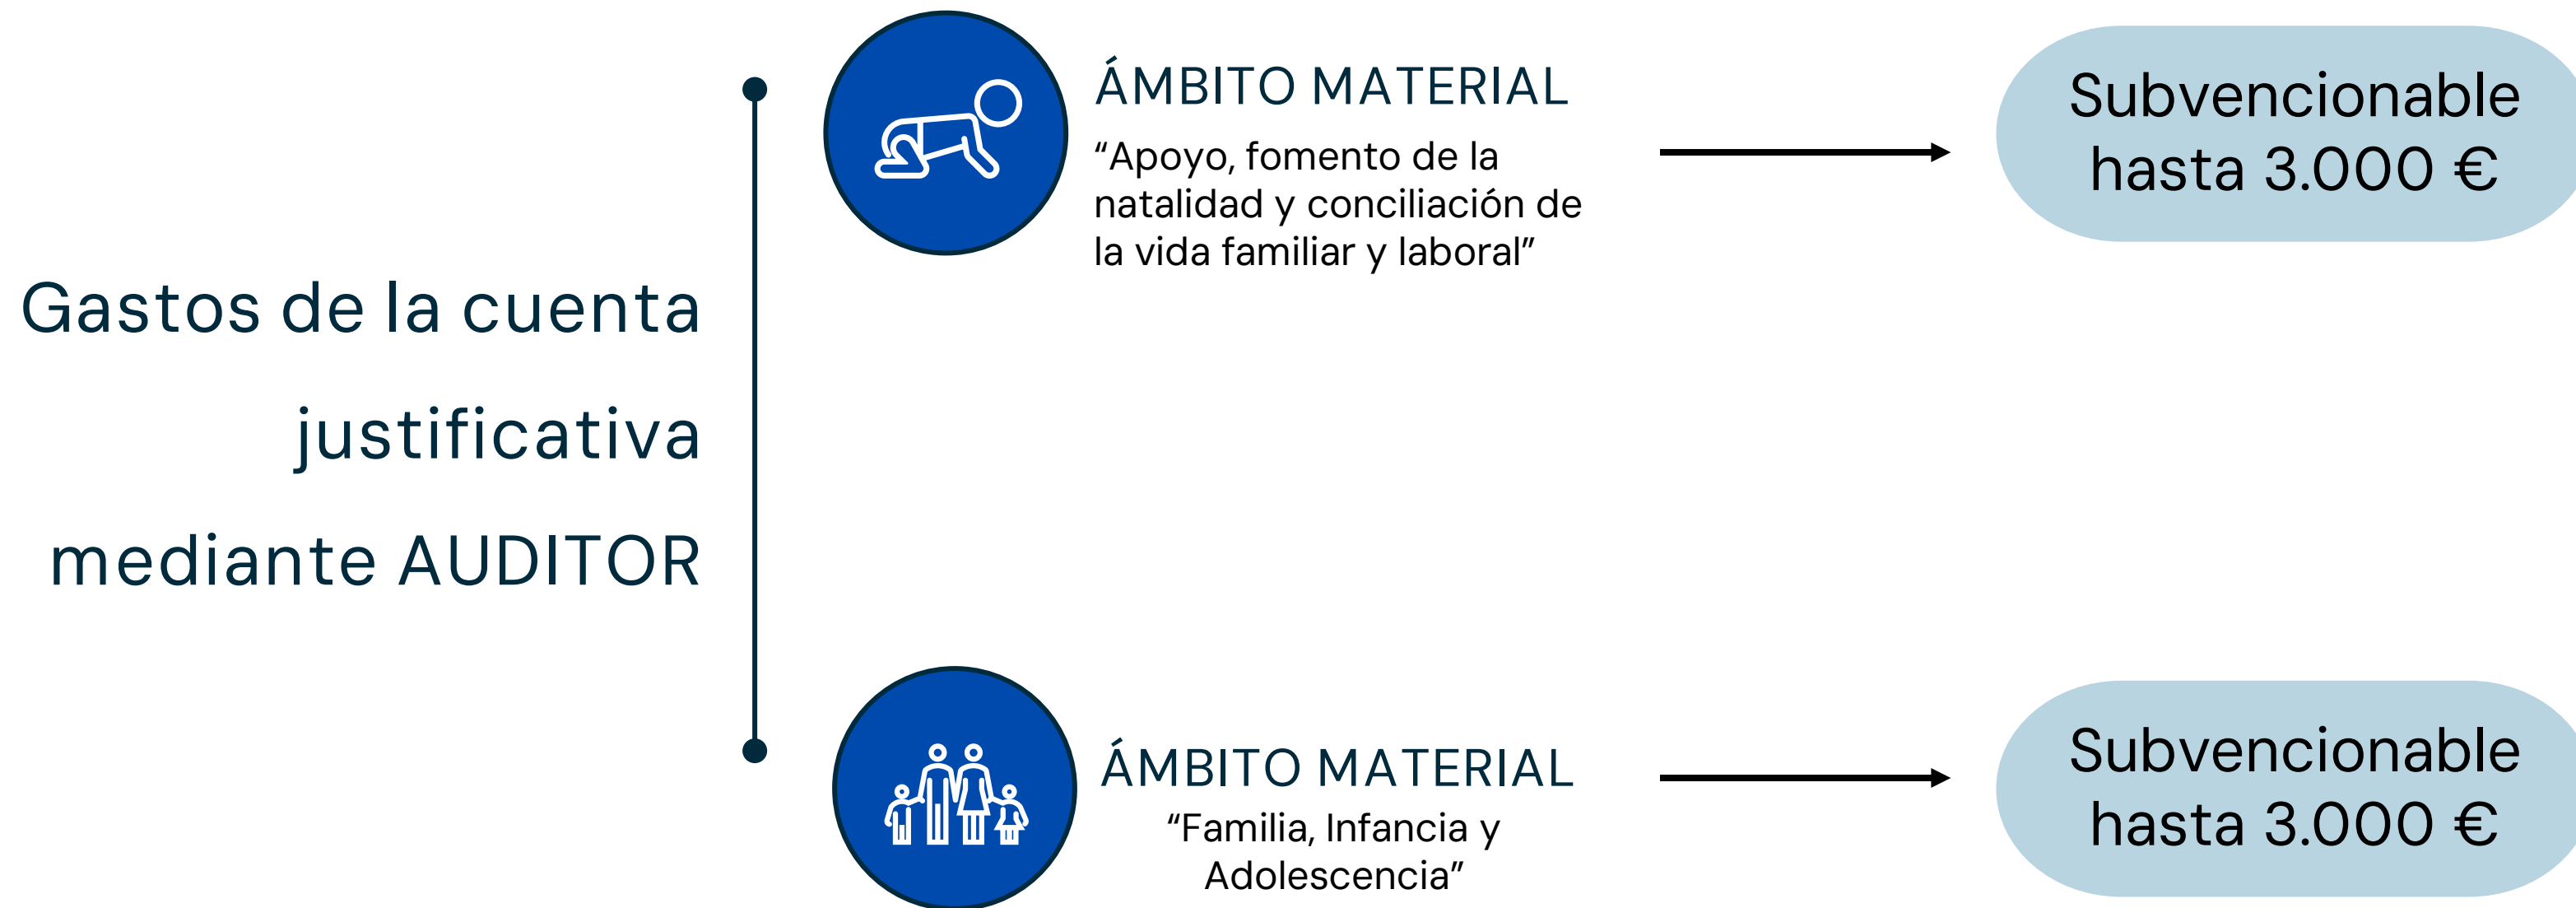 Gastos de la cuenta
justificativa
mediante AUDITOR
ÁMBITO MATERIAL
“Apoyo, fomento de la
natalidad y conciliación de
la vida familiar y laboral”
Subvencionable
hasta 3.000 €
ÁMBITO MATERIAL
“Familia, Infancia y
Adolescencia”
Subvencionable
hasta 3.000 €